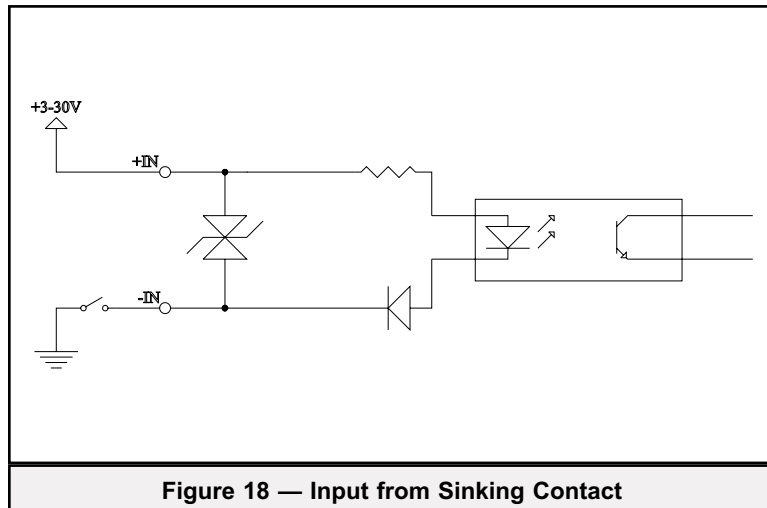 +3-30V
+IN
-IN
Figure 18 — Input from Sinking Contact